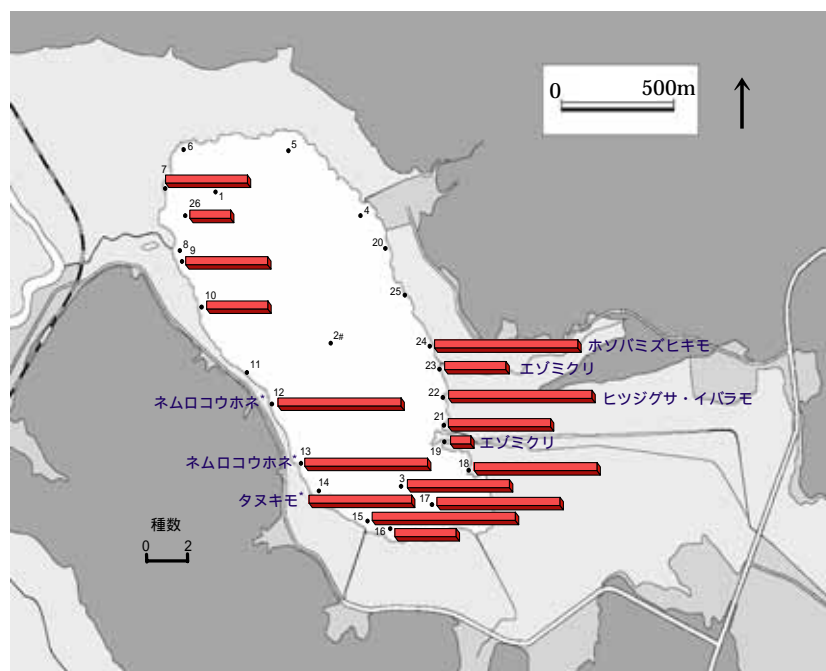 0 500m
6
5
7
1
26
4
8 9
20
25
10
2#
24 ホソバミズヒキモ
11
23 エゾミクリ
22 ヒツジグサ・イバラモ
ネムロコウホネ* 12
21
19 エゾミクリ
ネムロコウホネ* 13
18
3
14
タヌキモ*
17
15
16
種数
0 2